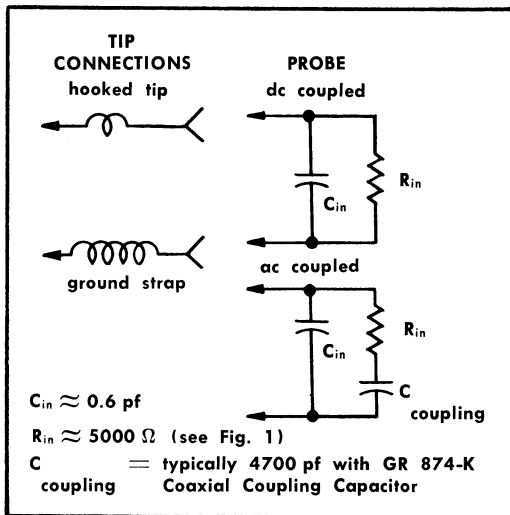 TIP
CONNECTIONS
hooked tip
PROBE
dc coupled
Cin
Rin
ground strap
ac coupled
Cin
Rin
C
coupling
Cin ≈ 0.6 pf
Rin ≈ 5000 Ω (see Fig. 1)
C coupling = typically 4700 pf with GR 874-K
Coaxial Coupling Capacitor